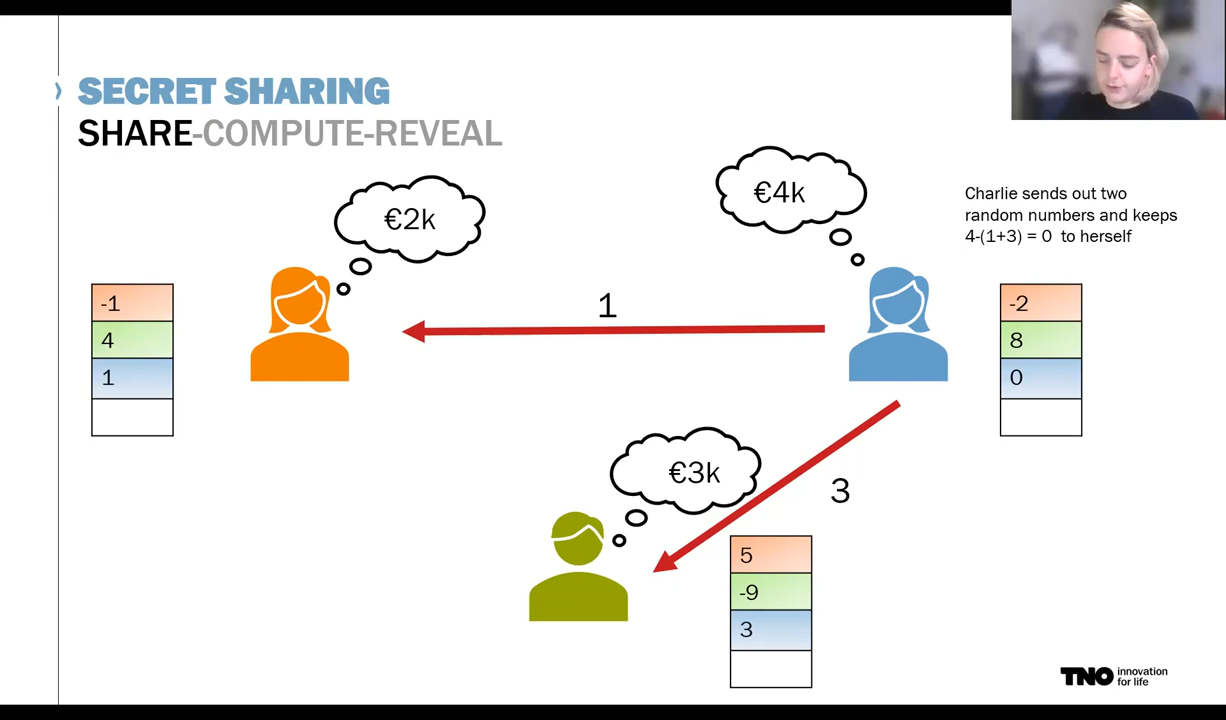 SECRET SHARING
SHARE-COMPUTE-REVEAL
€2k
€4k
Charlie sends out two
random numbers and keeps
4-(1+3) = 0 to herself
-1
4
1
1
-2
8
0
€3k
3
5
-9
3
TNO innovation
for life